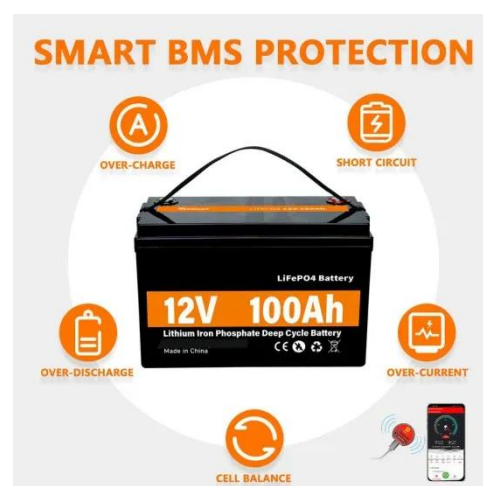 SMART BMS PROTECTION
OVER-CHARGE
SHORT CIRCUIT
LiFePO4 Battery
12V 100Ah
Lithium Iron Phosphate Deep Cycle Battery
Made in China
OVER-DISCHARGE
OVER-CURRENT
CELL BALANCE